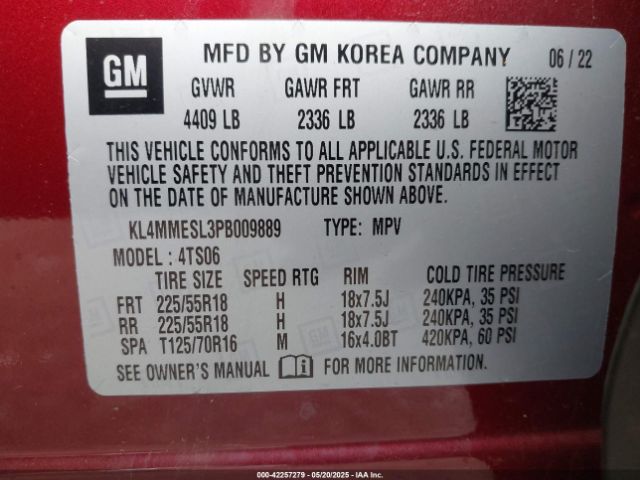 GM MFD BY GM KOREA COMPANY 06 / 22
GVWR GAWR FRT GAWR RR
4409 LB 2336 LB 2336 LB
THIS VEHICLE CONFORMS TO ALL APPLICABLE U.S. FEDERAL MOTOR
VEHICLE SAFETY AND THEFT PREVENTION STANDARDS IN EFFECT
ON THE DATE OF MANUFACTURE SHOWN ABOVE.
KL4MMESL3PB009889 TYPE: MPV
MODEL : 4TS06
TIRE SIZE SPEED RTG RIM COLD TIRE PRESSURE
FRT 225/55R18 H 18x7.5J 240KPA, 35 PSI
RR 225/55R18 H 18x7.5J 240KPA, 35 PSI
SPA T125/70R16 M 16x4.0BT 420KPA, 60 PSI
SEE OWNER'S MANUAL FOR MORE INFORMATION.
000-42257279 - 05/20/2025 - IAA Inc.